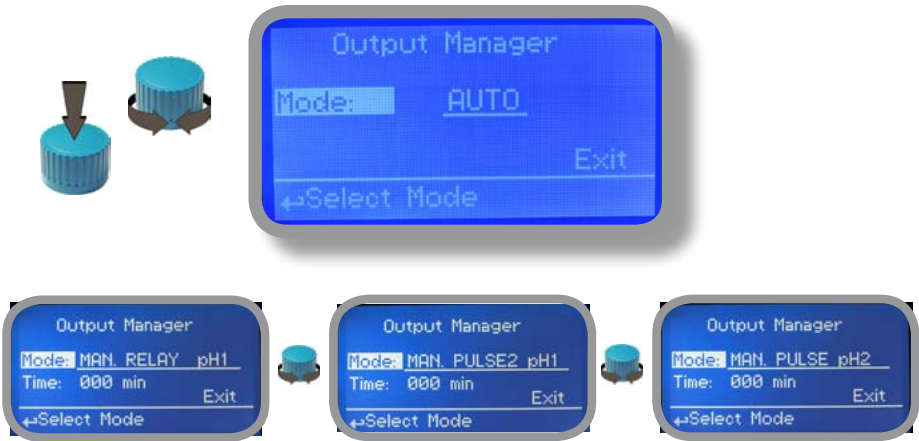 Output Manager
Mode: AUTO
Exit
↵Select Mode
Output Manager
Mode: MAN. RELAY pH1
Time: 000 min
Exit
↵Select Mode
Output Manager
Mode: MAN. PULSE2 pH1
Time: 000 min
Exit
↵Select Mode
Output Manager
Mode: MAN. PULSE pH2
Time: 000 min
Exit
↵Select Mode